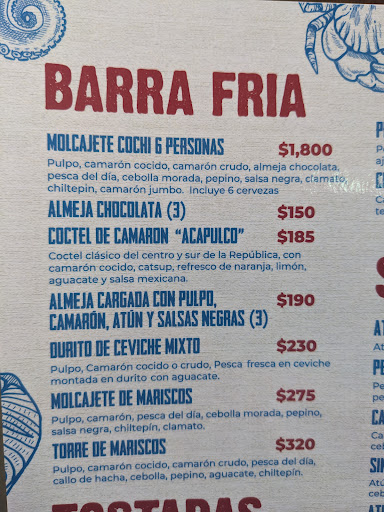 BARRA FRIA
MOLCAJETE COCHI 6 PERSONAS $1,800
Pulpo, camarón cocido, camarón crudo, almeja chocolata,
pesca del día, cebolla morada, pepino, salsa negra, clamato,
chiltepin, camarón jumbo. Incluye 6 cervezas
ALMEJA CHOCOLATA (3) $150
COCTEL DE CAMARON "ACAPULCO" $185
Coctel clásico del centro y sur de la República, con
camarón cocido, catsup, refresco de naranja, limón,
aguacate y salsa mexicana.
ALMEJA CARGADA CON PULPO, $190
CAMARÓN, ATÚN Y SALSAS NEGRAS (3)
DURITO DE CEVICHE MIXTO $230
Pulpo, Camarón cocido o crudo, Pesca fresca en ceviche
montada en durito con aguacate.
MOLCAJETE DE MARISCOS $275
Pulpo, camarón, pesca del día, cebolla morada, pepino,
salsa negra, chiltepín, clamato.
TORRE DE MARISCOS $320
Pulpo, camarón cocido, camarón crudo, pesca del día,
callo de hacha, cebolla, pepino, aguacate, chiltepín.
TOSTADAS